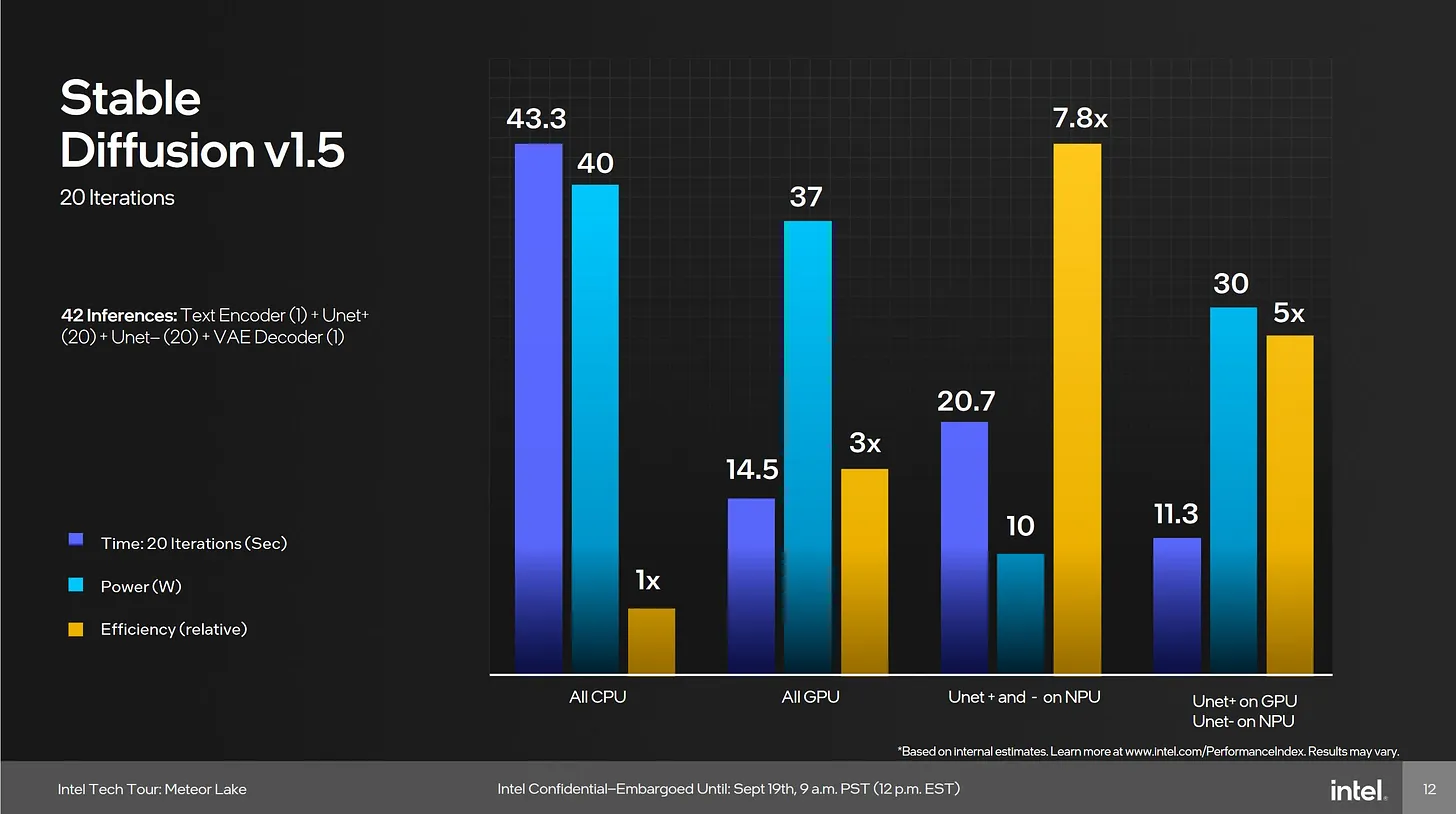 Stable
Diffusion v1.5
20 Iterations
42 Inferences: Text Encoder (1) + Unet+
(20) + Unet– (20) + VAE Decoder (1)
Time: 20 Iterations (Sec)
Power (W)
Efficiency (relative)
43.3
40
1x
14.5
37
3x
20.7
10
7.8x
11.3
30
5x
All CPU
All GPU
Unet + and - on NPU
Unet+ on GPU
Unet- on NPU
*Based on internal estimates. Learn more at www.intel.com/PerformanceIndex. Results may vary.
Intel Tech Tour: Meteor Lake
Intel Confidential–Embargoed Until: Sept 19th, 9 a.m. PST (12 p.m. EST)
intel.
12